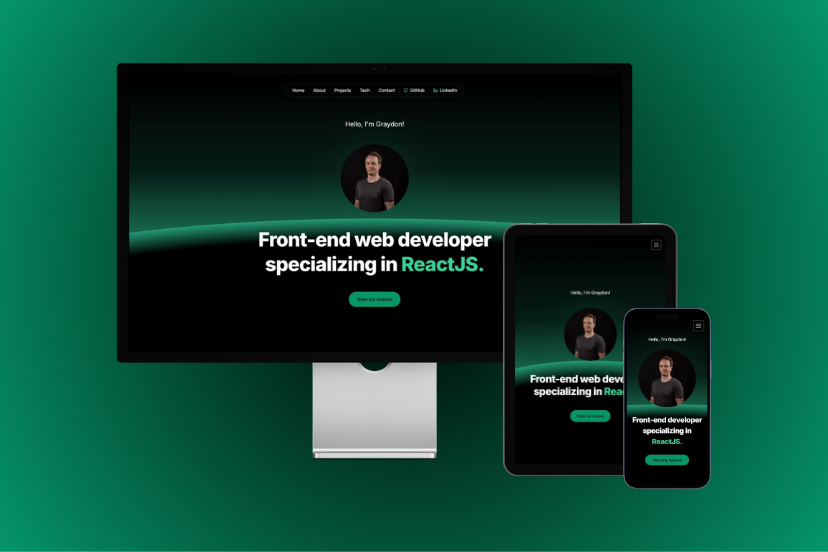 Home About Projects Tech Contact GitHub LinkedIn
Hello, I'm Graydon!
Front-end web developer
specializing in ReactJS.
View my resume
Hello, I'm Graydon!
Front-end web deve
specializing in Rea
View my resume
Hello, I'm Graydon!
Front-end developer
specializing in
ReactJS.
View my resume